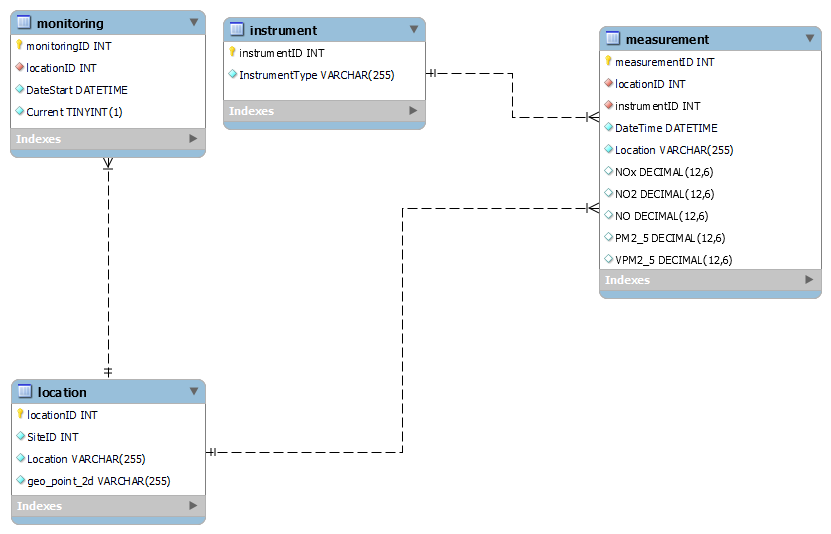 monitoring
monitoringID INT
locationID INT
DateStart DATETIME
Current TINYINT(1)
Indexes
instrument
instrumentID INT
InstrumentType VARCHAR(255)
Indexes
measurement
measurementID INT
locationID INT
instrumentID INT
DateTime DATETIME
Location VARCHAR(255)
NOx DECIMAL(12,6)
NO2 DECIMAL(12,6)
NO DECIMAL(12,6)
PM2_5 DECIMAL(12,6)
VPM2_5 DECIMAL(12,6)
Indexes
location
locationID INT
SiteID INT
Location VARCHAR(255)
geo_point_2d VARCHAR(255)
Indexes